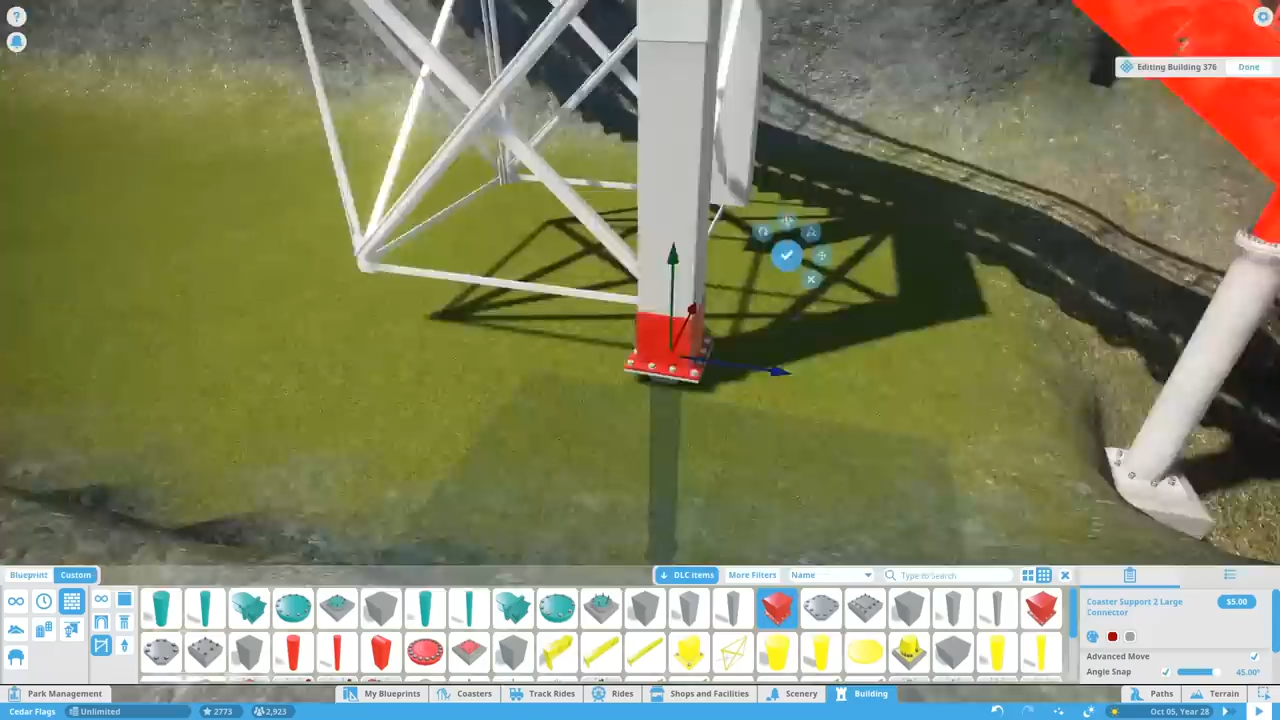 Editing Building 376 Done
Blueprint Custom DLC Items More Filters Name Type to Search
Coaster Support 2 Large Connector $5.00
Advanced Move
Angle Snap 45.00°
Park Management My Blueprints Coasters Track Rides Rides Shops and Facilities Scenery Building Paths Terrain
Cedar Flags Unlimited 2773 2,923 Oct 05, Year 28